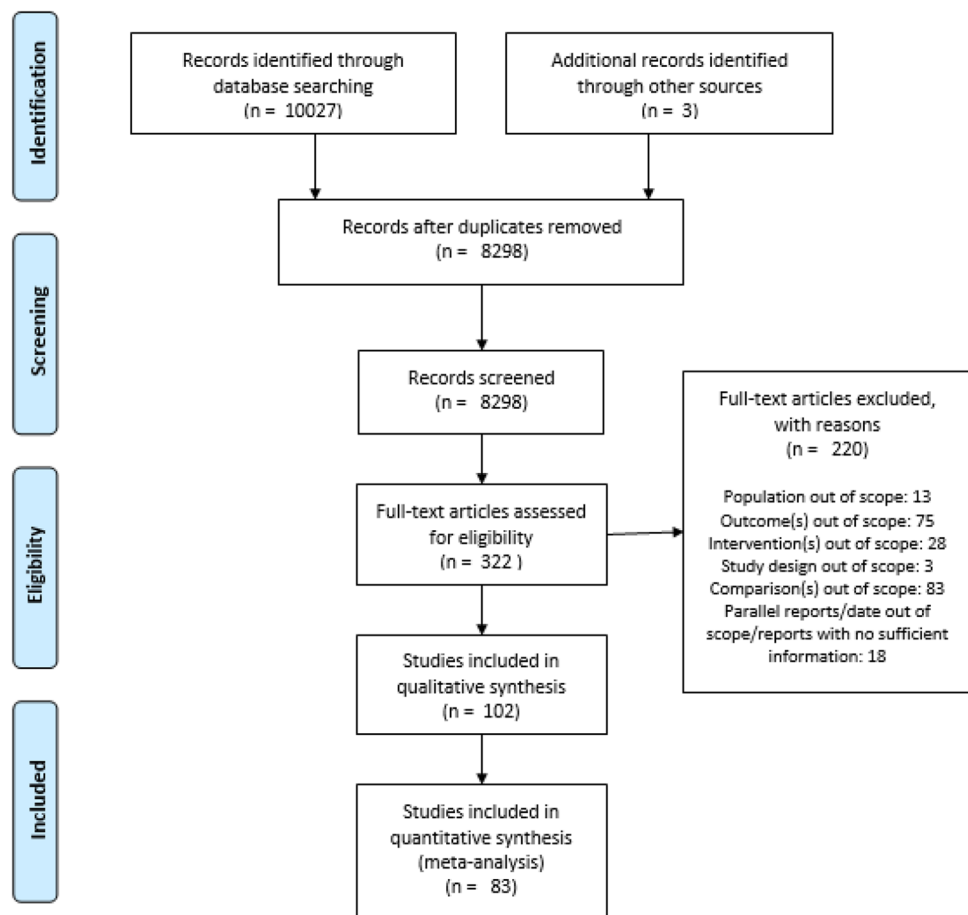 Identification
Records identified through
database searching
(n = 10027)
Additional records identified
through other sources
(n = 3)
Records after duplicates removed
(n = 8298)
Screening
Records screened
(n = 8298)
Full-text articles excluded,
with reasons
(n = 220)
Population out of scope: 13
Outcome(s) out of scope: 75
Intervention(s) out of scope: 28
Study design out of scope: 3
Comparison(s) out of scope: 83
Parallel reports/date out of
scope/reports with no sufficient
information: 18
Eligibility
Full-text articles assessed
for eligibility
(n = 322 )
Studies included in
qualitative synthesis
(n = 102)
Included
Studies included in
quantitative synthesis
(meta-analysis)
(n = 83)